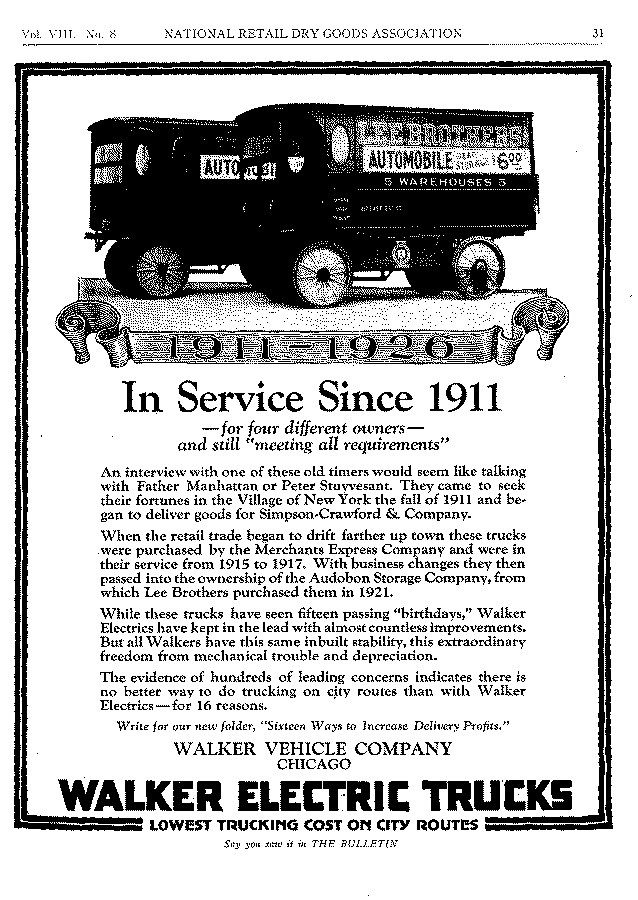 Vol. VIII. No. 8 NATIONAL RETAIL DRY GOODS ASSOCIATION 31
LEE BROTHERS
AUTOMOBILE $6.00
AUTOMOBI
5 WAREHOUSES 5
1911–1926
In Service Since 1911
—for four different owners—
and still "meeting all requirements"
An interview with one of these old timers would seem like talking
with Father Manhattan or Peter Stuyvesant. They came to seek
their fortunes in the Village of New York the fall of 1911 and be-
gan to deliver goods for Simpson-Crawford & Company.
When the retail trade began to drift farther up town these trucks
were purchased by the Merchants Express Company and were in
their service from 1915 to 1917. With business changes they then
passed into the ownership of the Audobon Storage Company, from
which Lee Brothers purchased them in 1921.
While these trucks have seen fifteen passing "birthdays," Walker
Electrics have kept in the lead with almost countless improvements.
But all Walkers have this same inbuilt stability, this extraordinary
freedom from mechanical trouble and depreciation.
The evidence of hundreds of leading concerns indicates there is
no better way to do trucking on city routes than with Walker
Electrics—for 16 reasons.
Write for our new folder, "Sixteen Ways to Increase Delivery Profits."
WALKER VEHICLE COMPANY
CHICAGO
WALKER ELECTRIC TRUCKS
LOWEST TRUCKING COST ON CITY ROUTES
Say you saw it in THE BULLETIN